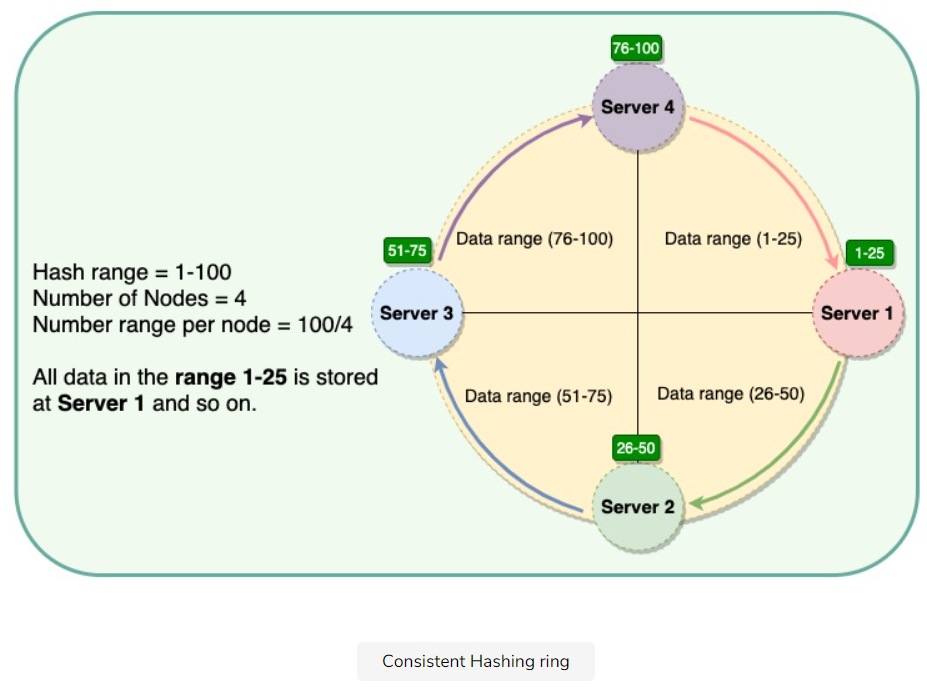 76-100
Server 4
Data range (76-100)
Data range (1-25)
51-75
1-25
Hash range = 1-100
Number of Nodes = 4
Number range per node = 100/4
Server 3
Server 1
All data in the range 1-25 is stored
at Server 1 and so on.
Data range (51-75)
Data range (26-50)
26-50
Server 2
Consistent Hashing ring